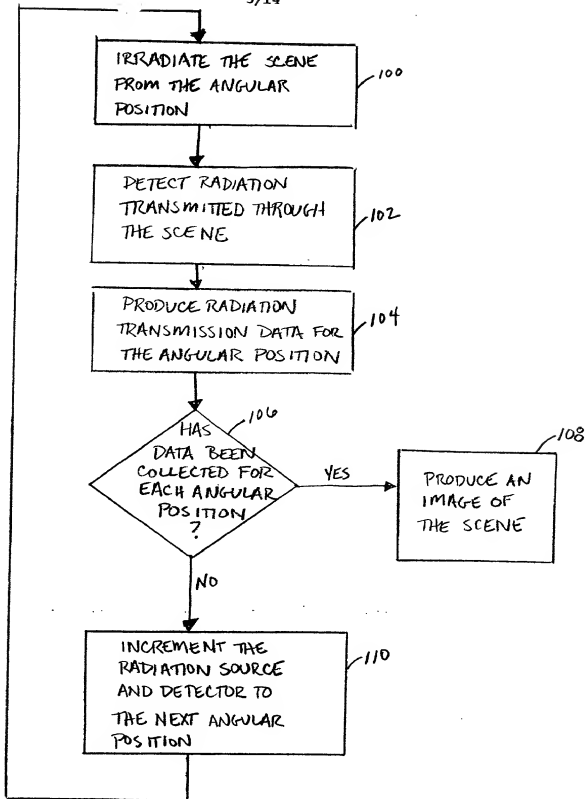 IRRADIATE THE SCENE
FROM THE ANGULAR
POSITION
100
DETECT RADIATION
TRANSMITTED THROUGH
THE SCENE
102
PRODUCE RADIATION
TRANSMISSION DATA FOR
THE ANGULAR POSITION
104
106
HAS
DATA BEEN
COLLECTED FOR
EACH ANGULAR
POSITION
?
YES
108
PRODUCE AN
IMAGE OF
THE SCENE
NO
INCREMENT THE
RADIATION SOURCE
AND DETECTOR TO
THE NEXT ANGULAR
POSITION
110